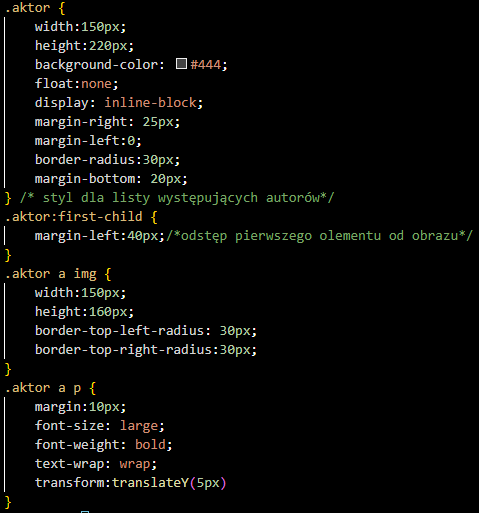 .aktor {
    width:150px;
    height:220px;
    background-color: #444;
    float:none;
    display: inline-block;
    margin-right: 25px;
    margin-left:0;
    border-radius:30px;
    margin-bottom: 20px;
} /* styl dla listy występujących autorów*/
.aktor:first-child {
    margin-left:40px;/*odstęp pierwszego olementu od obrazu*/
}
.aktor a img {
    width:150px;
    height:160px;
    border-top-left-radius: 30px;
    border-top-right-radius:30px;
}
.aktor a p {
    margin:10px;
    font-size: large;
    font-weight: bold;
    text-wrap: wrap;
    transform:translateY(5px)
}